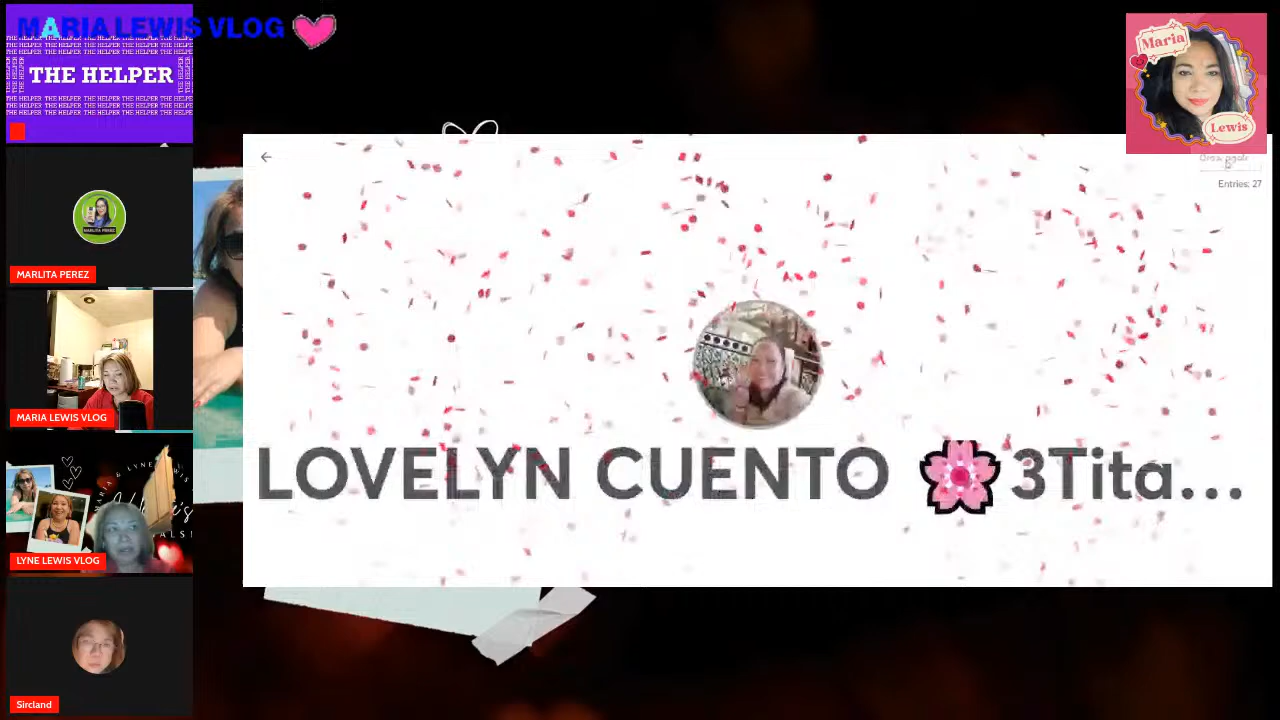 MARIA LEWIS VLOG
THE HELPER
MARLITA PEREZ
MARIA LEWIS VLOG
LYNE LEWIS VLOG
Sircland
Maria
Lewis
Entries: 27
LOVELYN CUENTO 🌸3Tita...